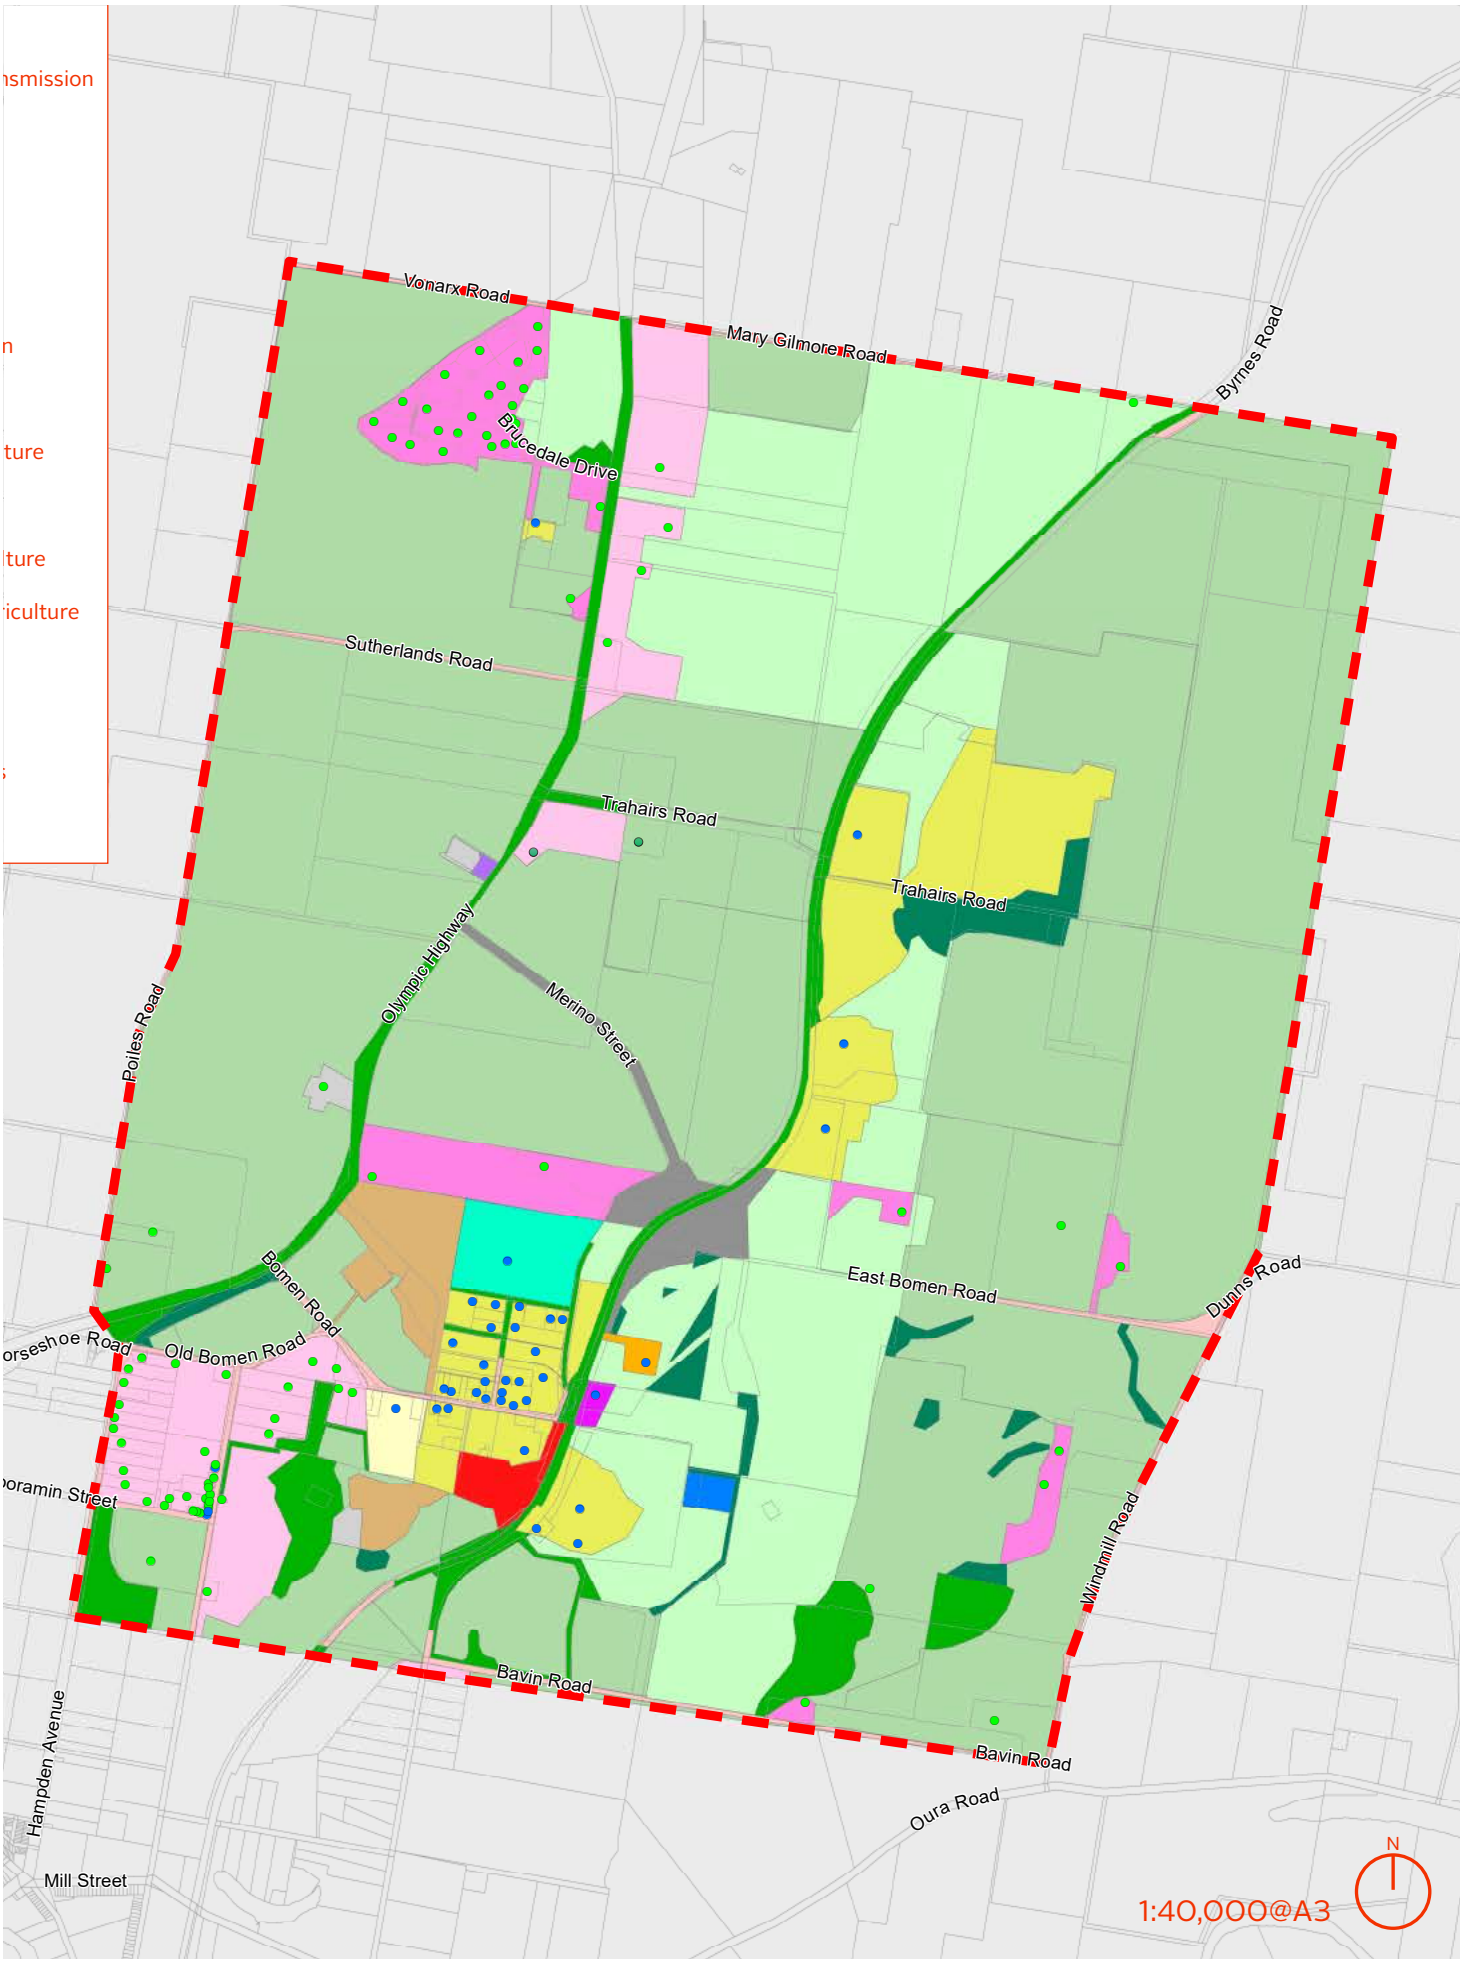 nsmission
n
ture
lture
riculture
s
Vonarx Road
Mary Gilmore Road
Byrnes Road
Brucedale Drive
Sutherlands Road
Trahairs Road
Trahairs Road
Olympic Highway
Merino Street
Poiles Road
Bomen Road
East Bomen Road
Dunns Road
orseshoe Road
Old Bomen Road
ooramin Street
Windmill Road
Bavin Road
Bavin Road
Hampden Avenue
Oura Road
Mill Street
N
1:40,000@A3